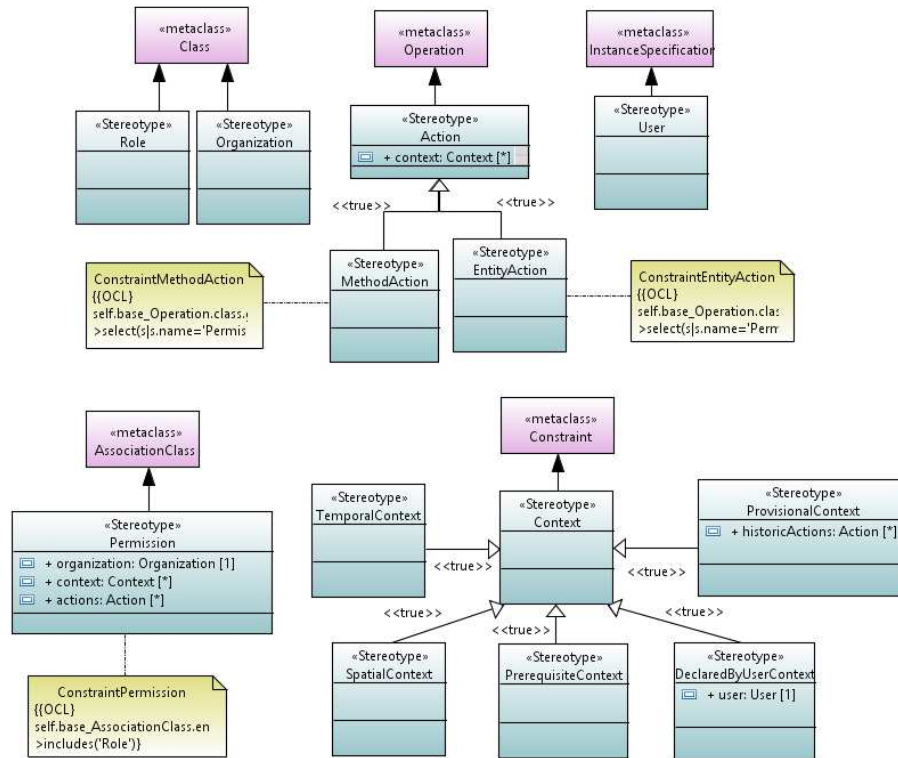 «metaclass»
Class
«metaclass»
Operation
«metaclass»
InstanceSpecification
«Stereotype»
Role
«Stereotype»
Organization
«Stereotype»
Action
+ context: Context [*]
«Stereotype»
User
<<true>>
<<true>>
«Stereotype»
MethodAction
«Stereotype»
EntityAction
ConstraintMethodAction
{{OCL}
self.base_Operation.class.
>select(s|s.name='Permis
ConstraintEntityAction
{{OCL}
self.base_Operation.clas
>select(s|s.name='Perm
«metaclass»
AssociationClass
«metaclass»
Constraint
«Stereotype»
Permission
+ organization: Organization [1]
+ context: Context [*]
+ actions: Action [*]
«Stereotype»
TemporalContext
«Stereotype»
Context
«Stereotype»
ProvisionalContext
+ historicActions: Action [*]
<<true>>
<<true>>
<<true>>
<<true>>
<<true>>
ConstraintPermission
{{OCL}
self.base_AssociationClass.en
>includes('Role')}
«Stereotype»
SpatialContext
«Stereotype»
PrerequisiteContext
«Stereotype»
DeclaredByUserContext
+ user: User [1]